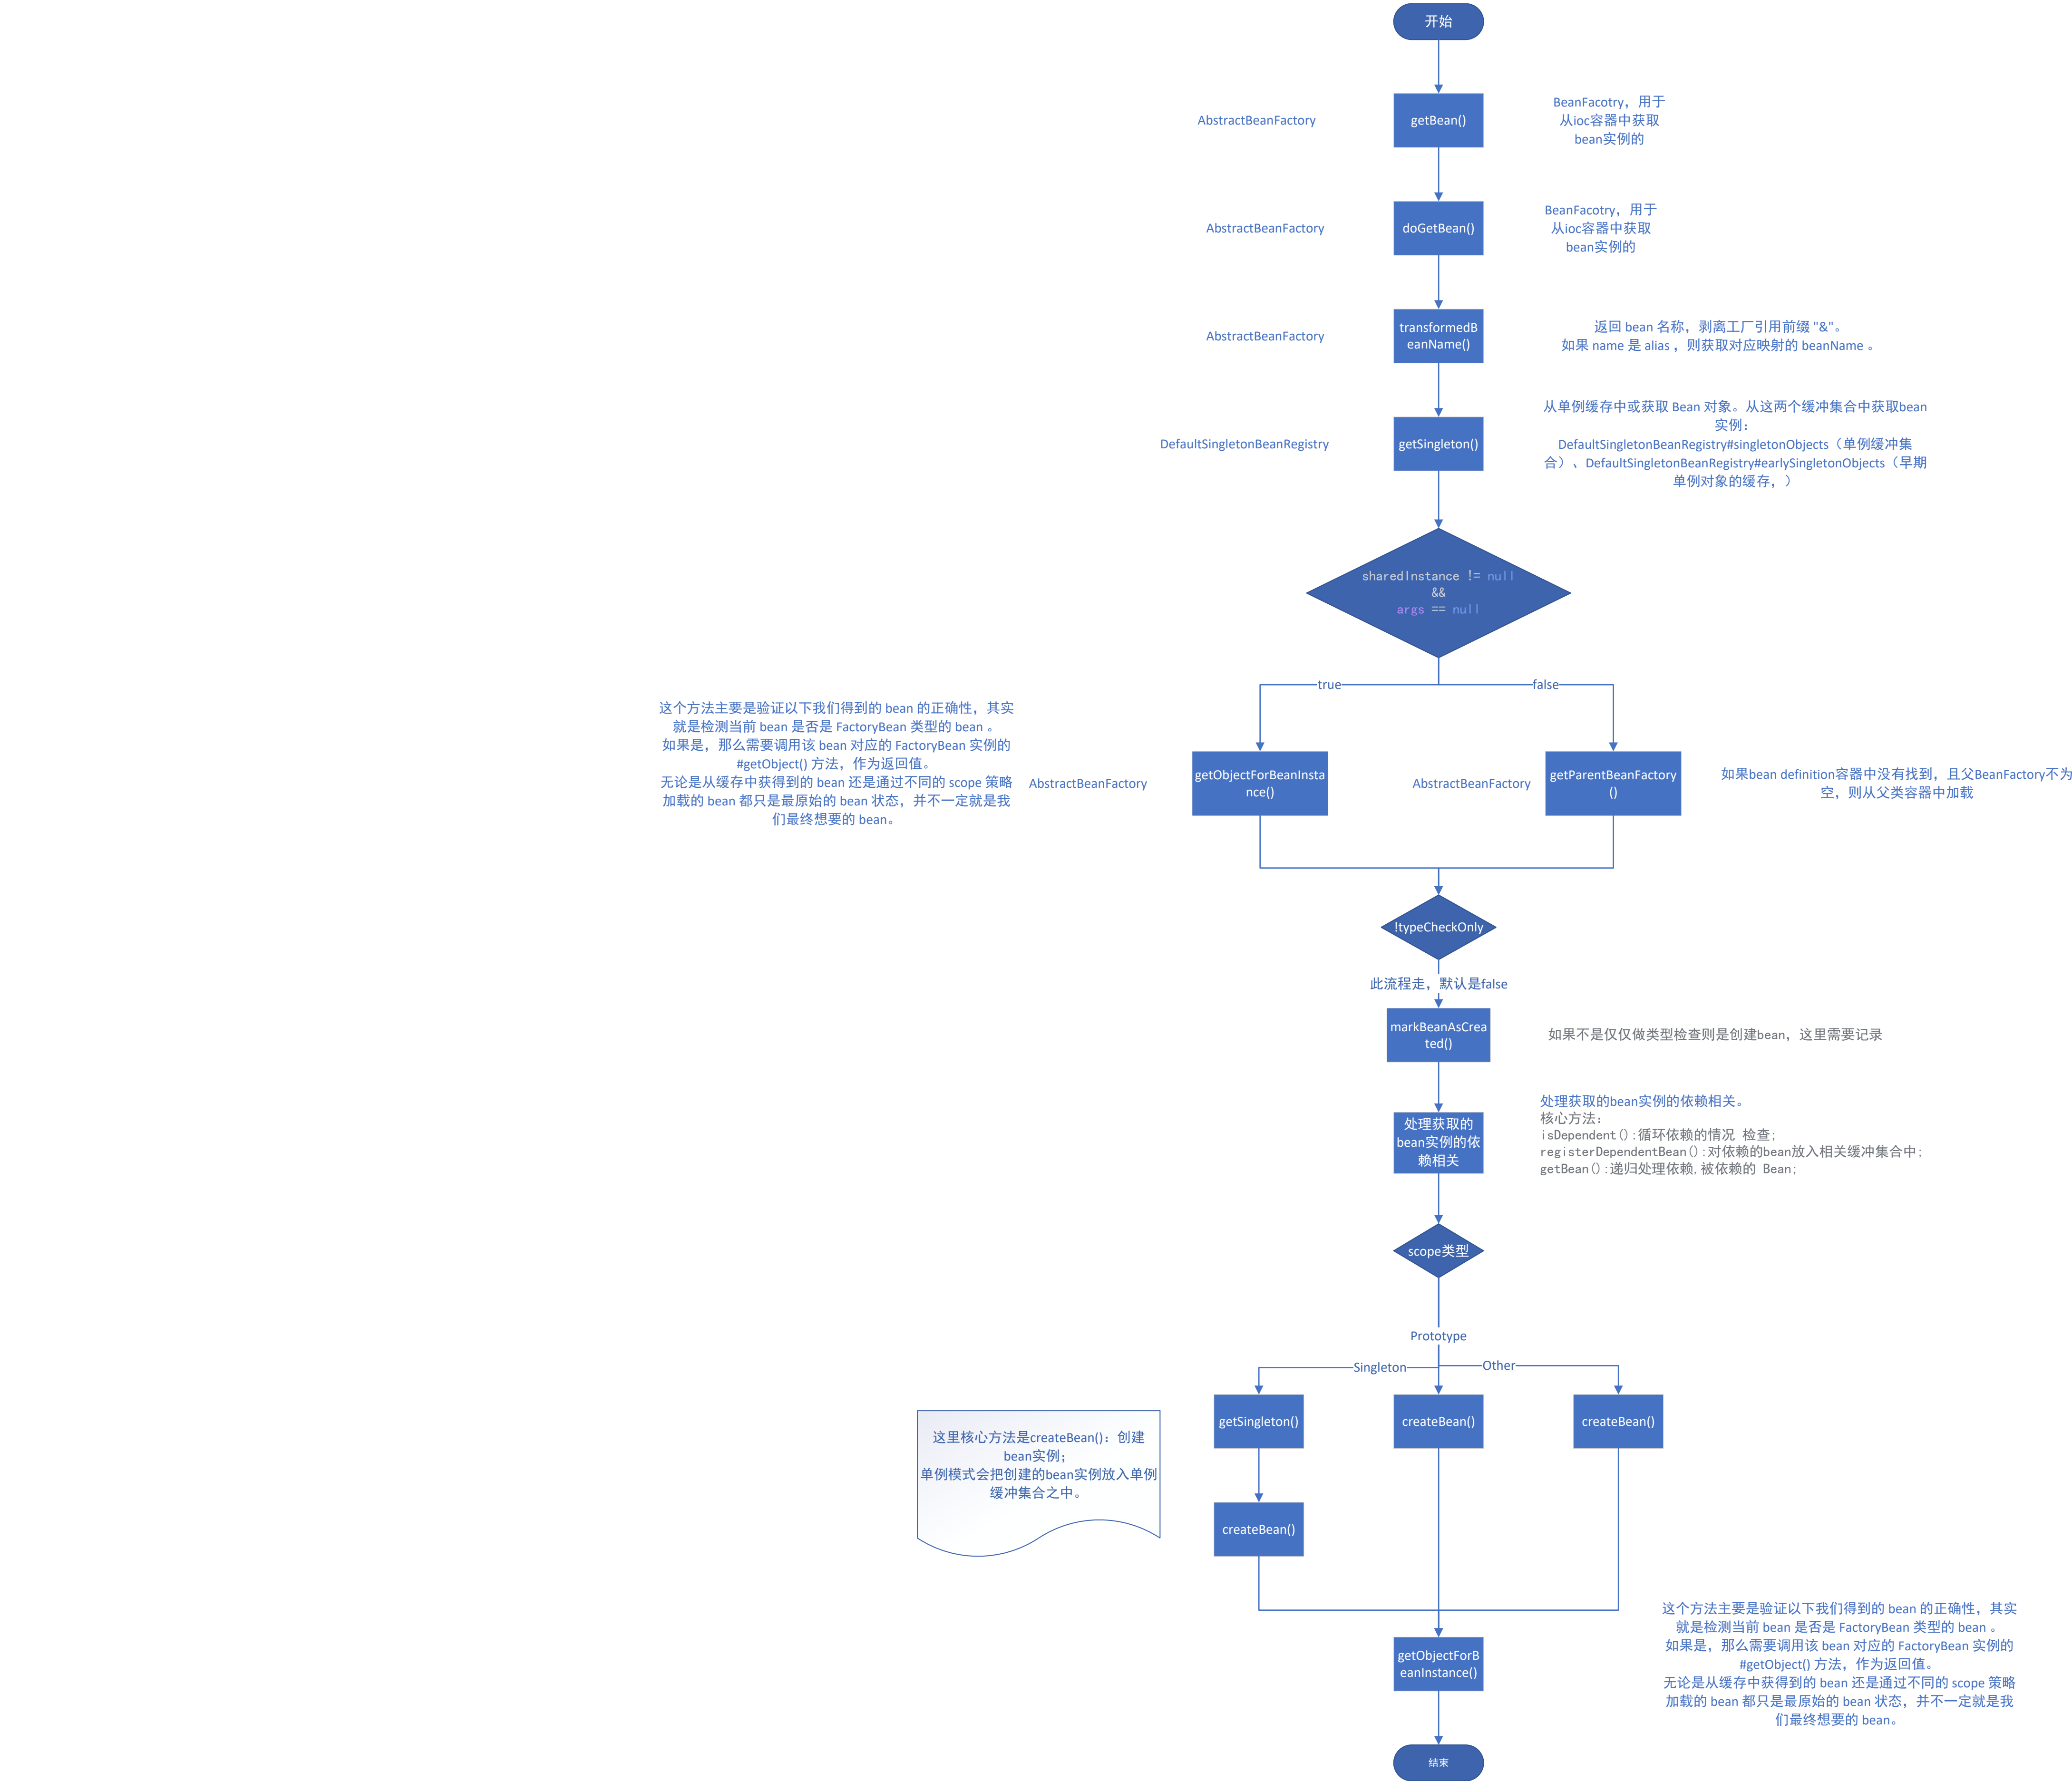 开始
AbstractBeanFactory
getBean()
BeanFacotry，用于
从ioc容器中获取
bean实例的
AbstractBeanFactory
doGetBean()
BeanFacotry，用于
从ioc容器中获取
bean实例的
AbstractBeanFactory
transformedB
eanName()
返回 bean 名称，剥离工厂引用前缀 "&"。
如果 name 是 alias ，则获取对应映射的 beanName 。
DefaultSingletonBeanRegistry
getSingleton()
从单例缓存中或获取 Bean 对象。从这两个缓冲集合中获取bean
实例：
DefaultSingletonBeanRegistry#singletonObjects（单例缓冲集
合）、DefaultSingletonBeanRegistry#earlySingletonObjects（早期
单例对象的缓存，）
sharedInstance != null
&&
args == null
true
false
这个方法主要是验证以下我们得到的 bean 的正确性，其实
就是检测当前 bean 是否是 FactoryBean 类型的 bean 。
如果是，那么需要调用该 bean 对应的 FactoryBean 实例的
#getObject() 方法，作为返回值。
无论是从缓存中获得到的 bean 还是通过不同的 scope 策略
加载的 bean 都只是最原始的 bean 状态，并不一定就是我
们最终想要的 bean。
AbstractBeanFactory
getObjectForBeanInsta
nce()
AbstractBeanFactory
getParentBeanFactory
()
如果bean definition容器中没有找到，且父BeanFactory不为
空，则从父类容器中加载
!typeCheckOnly
此流程走，默认是false
markBeanAsCrea
ted()
如果不是仅仅做类型检查则是创建bean，这里需要记录
处理获取的
bean实例的依
赖相关
处理获取的bean实例的依赖相关。
核心方法：
isDependent():循环依赖的情况 检查;
registerDependentBean():对依赖的bean放入相关缓冲集合中;
getBean():递归处理依赖,被依赖的 Bean;
scope类型
Prototype
Singleton
Other
getSingleton()
createBean()
createBean()
这里核心方法是createBean()：创建
bean实例；
单例模式会把创建的bean实例放入单例
缓冲集合之中。
createBean()
getObjectForB
eanInstance()
这个方法主要是验证以下我们得到的 bean 的正确性，其实
就是检测当前 bean 是否是 FactoryBean 类型的 bean 。
如果是，那么需要调用该 bean 对应的 FactoryBean 实例的
#getObject() 方法，作为返回值。
无论是从缓存中获得到的 bean 还是通过不同的 scope 策略
加载的 bean 都只是最原始的 bean 状态，并不一定就是我
们最终想要的 bean。
结束